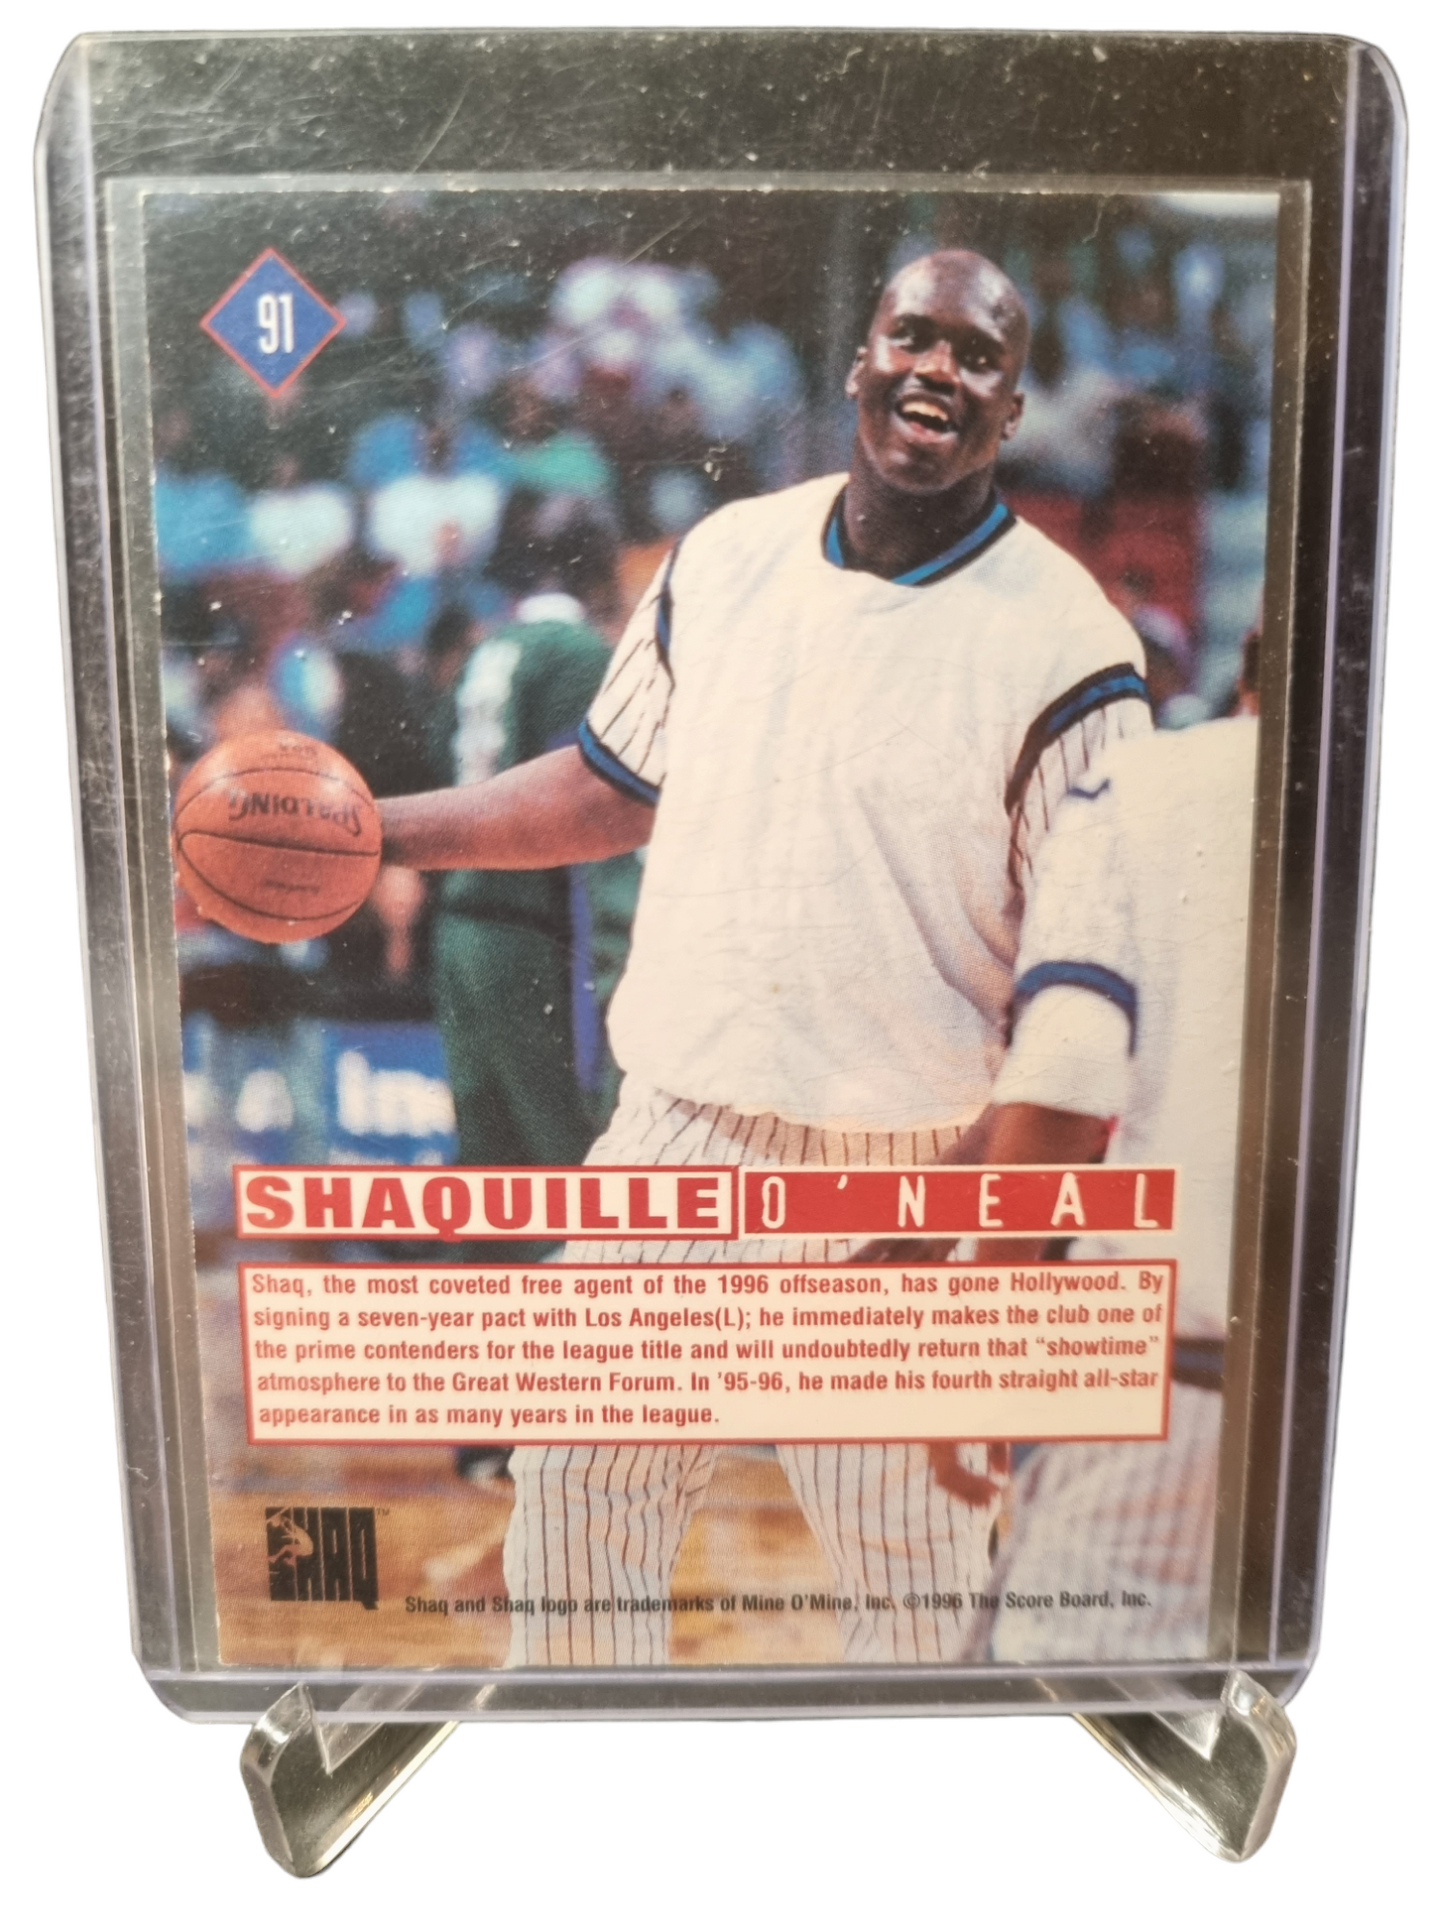 91
SPALDING
SHAQUILLE O'NEAL
Shaq, the most coveted free agent of the 1996 offseason, has gone Hollywood. By
signing a seven-year pact with Los Angeles(L); he immediately makes the club one of
the prime contenders for the league title and will undoubtedly return that “showtime”
atmosphere to the Great Western Forum. In '95-96, he made his fourth straight all-star
appearance in as many years in the league.
SHAQ™
Shaq and Shaq logo are trademarks of Mine O'Mine, Inc. ©1996 The Score Board, Inc.